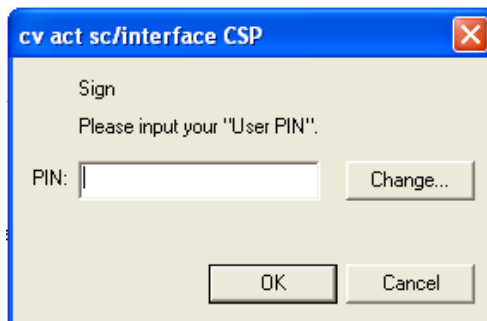 cv act sc/interface CSP
Sign
Please input your "User PIN".
PIN: Change...
OK Cancel